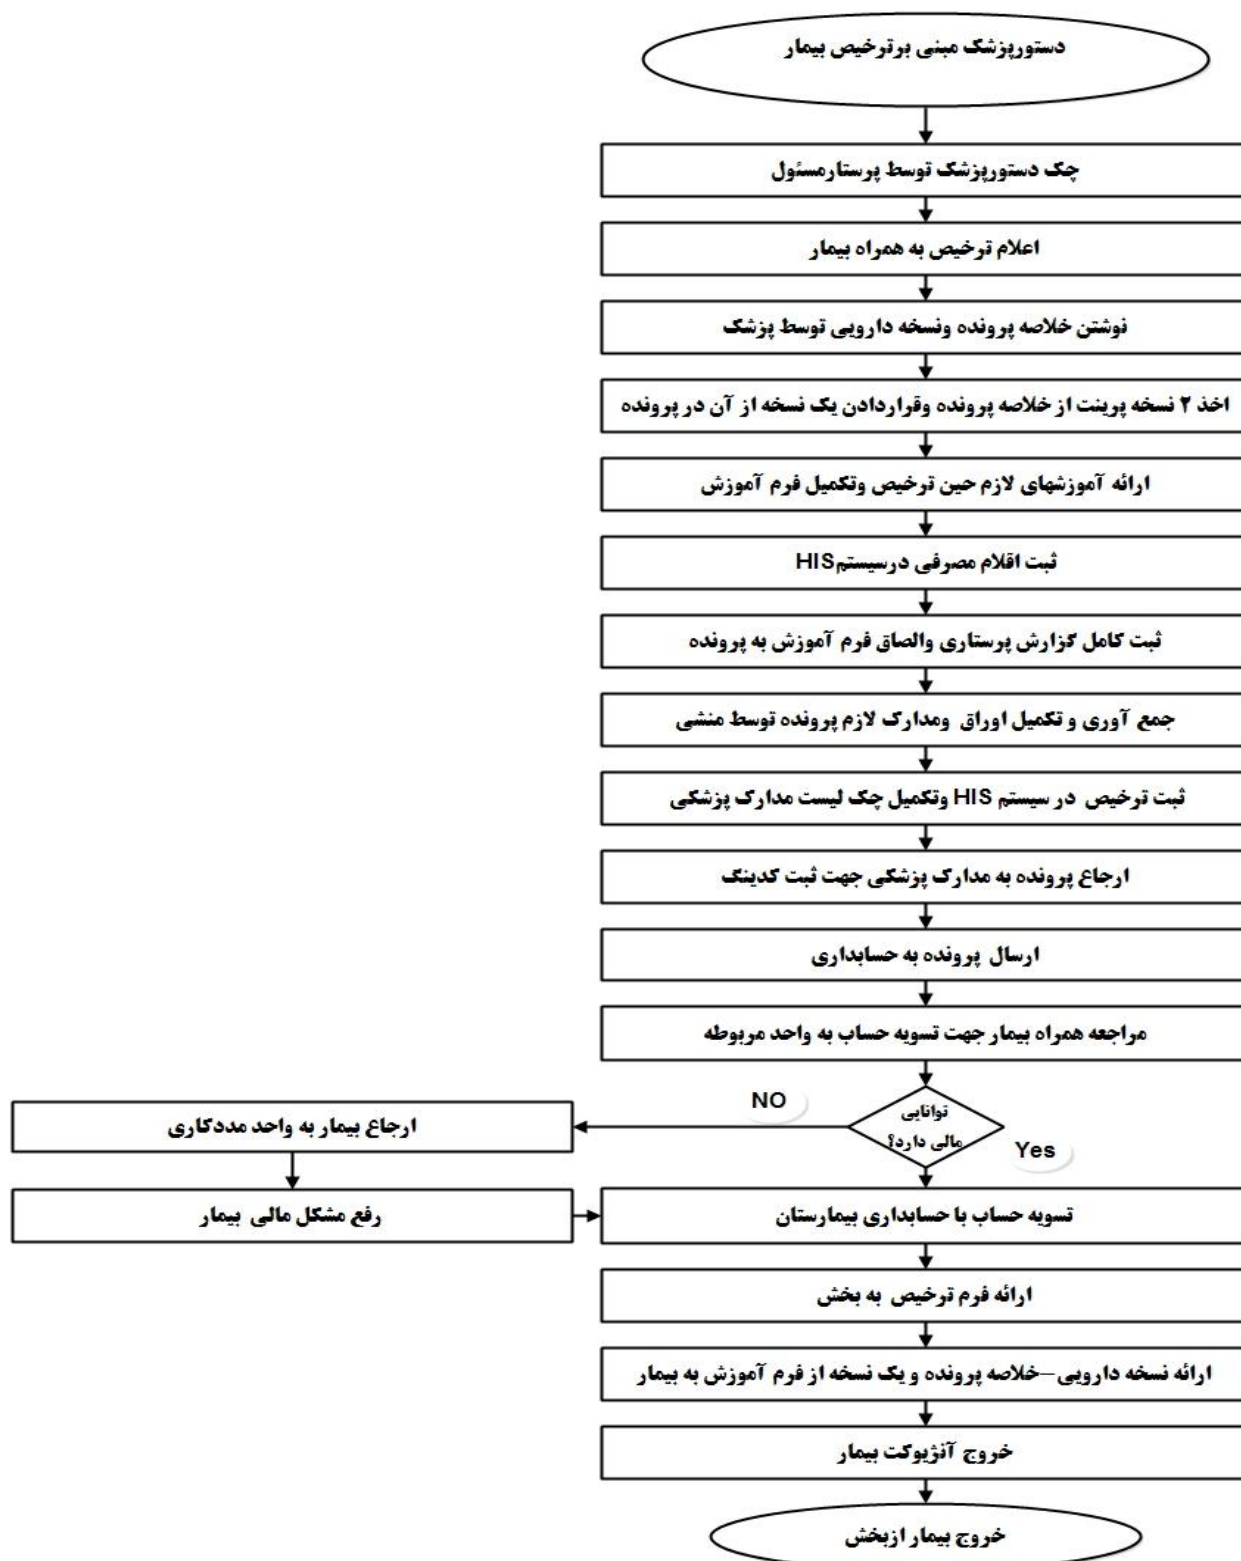 دستورپزشک مبنی برترخیص بیمار
چک دستورپزشک توسط پرستارمسئول
اعلام ترخیص به همراه بیمار
نوشتن خلاصه پرونده ونسخه دارویی توسط پزشک
اخذ ۲ نسخه پرینت از خلاصه پرونده وقراردادن یک نسخه از آن در پرونده
ارائه آموزشهای لازم حین ترخیص وتکمیل فرم آموزش
ثبت اقلام مصرفی درسیستمHIS
ثبت کامل گزارش پرستاری والصاق فرم آموزش به پرونده
جمع آوری و تکمیل اوراق ومدارک لازم پرونده توسط منشی
ثبت ترخیص در سیستم HIS وتکمیل چک لیست مدارک پزشکی
ارجاع پرونده به مدارک پزشکی جهت ثبت کدینگ
ارسال پرونده به حسابداری
مراجعه همراه بیمار جهت تسویه حساب به واحد مربوطه
توانایی
مالی دارد؟
Yes
NO
ارجاع بیمار به واحد مددکاری
رفع مشکل مالی بیمار
تسویه حساب با حسابداری بیمارستان
ارائه فرم ترخیص به بخش
ارائه نسخه دارویی–خلاصه پرونده و یک نسخه از فرم آموزش به بیمار
خروج آنژیوکت بیمار
خروج بیمار ازبخش